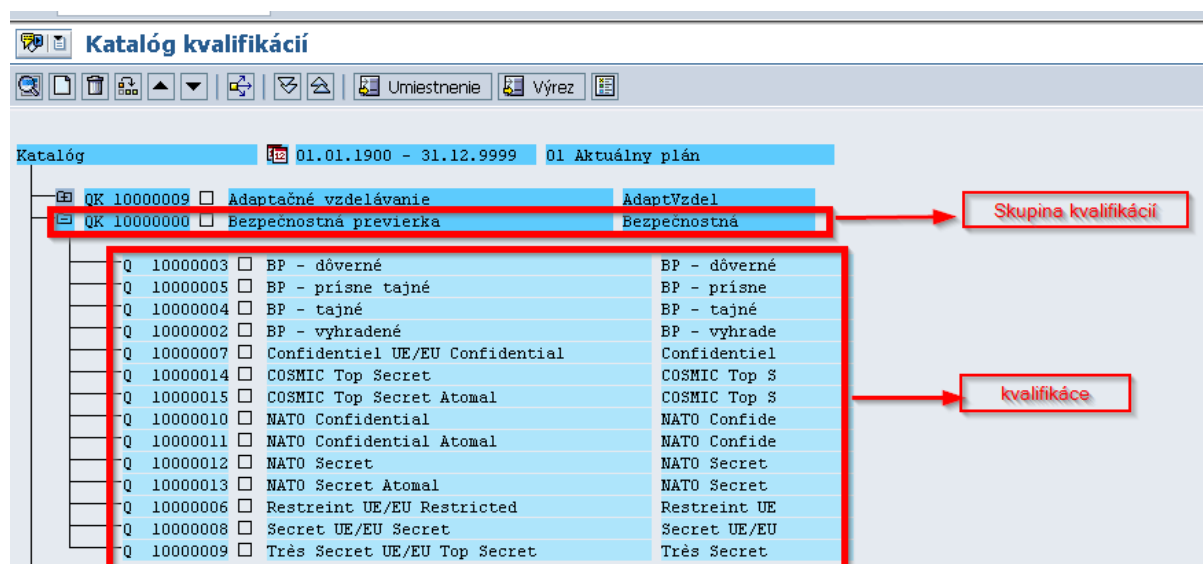 Katalóg kvalifikácií
Umiestnenie Výrez
Katalóg 01.01.1900 - 31.12.9999 01 Aktuálny plán
QK 10000009 Adaptačné vzdelávanie AdaptVzdel
QK 10000000 Bezpečnostná previerka Bezpečnostná
Skupina kvalifikácií
Q 10000003 BP - dôverné BP - dôverné
Q 10000005 BP - prísne tajné BP - prísne
Q 10000004 BP - tajné BP - tajné
Q 10000002 BP - vyhradené BP - vyhrade
Q 10000007 Confidentiel UE/EU Confidential Confidentiel
Q 10000014 COSMIC Top Secret COSMIC Top S
Q 10000015 COSMIC Top Secret Atomal COSMIC Top S
kvalifikáce
Q 10000010 NATO Confidential NATO Confide
Q 10000011 NATO Confidential Atomal NATO Confide
Q 10000012 NATO Secret NATO Secret
Q 10000013 NATO Secret Atomal NATO Secret
Q 10000006 Restreint UE/EU Restricted Restreint UE
Q 10000008 Secret UE/EU Secret Secret UE/EU
Q 10000009 Très Secret UE/EU Top Secret Très Secret